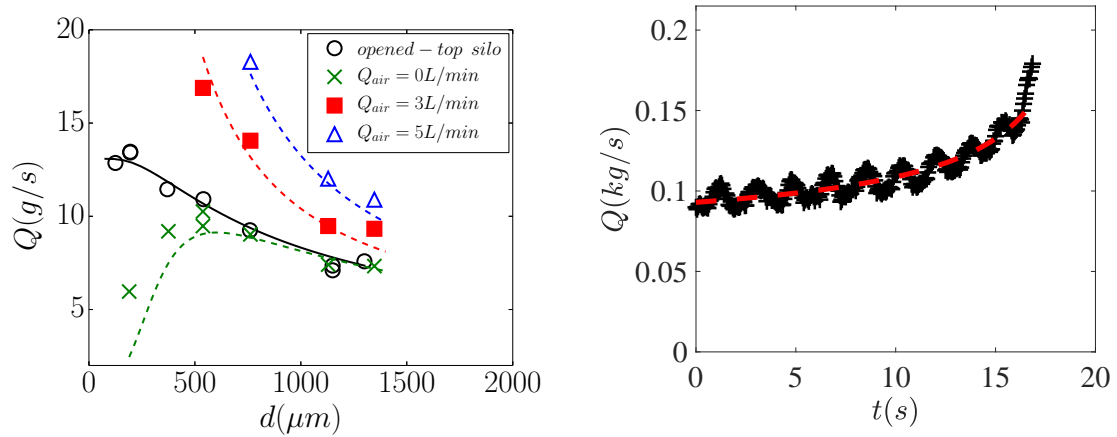 20
15
10
5
Q(g/s)
0
500
1000
1500
2000
d(μm)
opened − top silo
Q_air = 0L/min
Q_air = 3L/min
Q_air = 5L/min
0.2
0.15
0.1
0.05
0
Q(kg/s)
0
5
10
15
20
t(s)